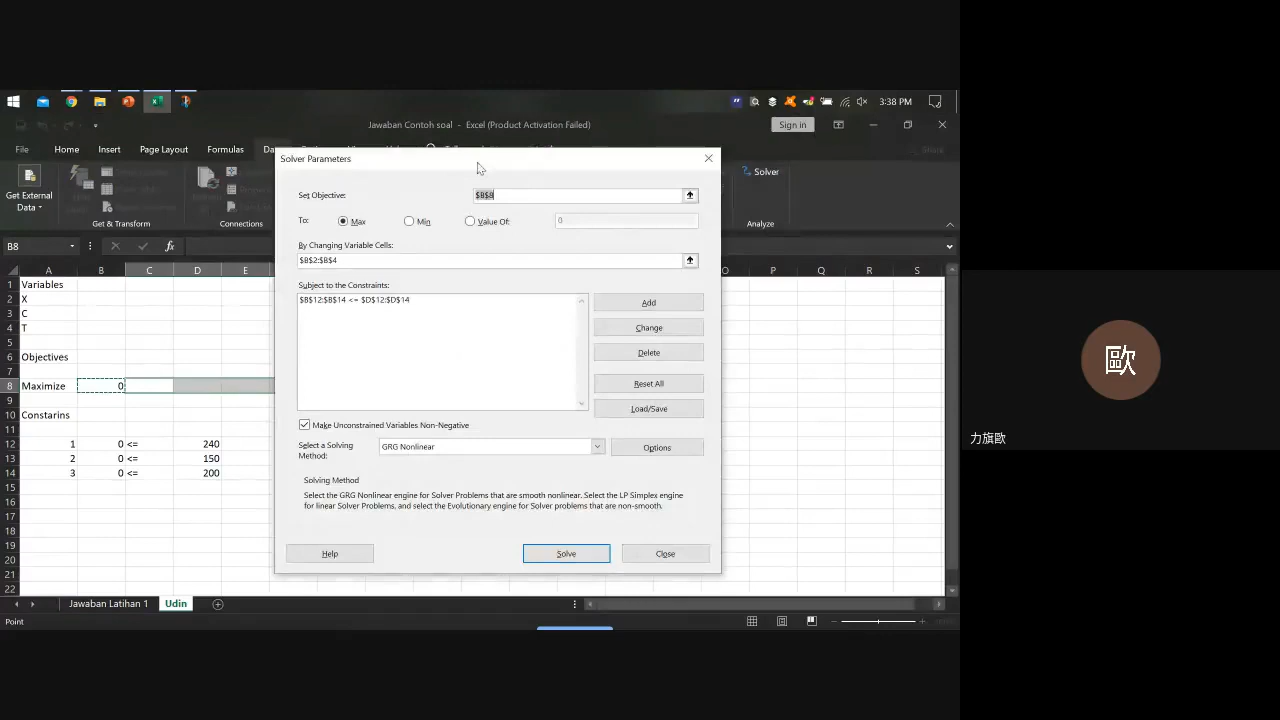 3:38 PM
Jawaban Contoh soal - Excel (Product Activation Failed)
Sign in
File Home Insert Page Layout Formulas
Share
Get External
Data
Get & Transform
Connections
Solver
Analyze
B8
fx
A B C D E O P Q R S
1 Variables
2 X
3 C
4 T
5
6 Objectives
7
8 Maximize 0
9
10 Constarins
11
12 1 0 <= 240
13 2 0 <= 150
14 3 0 <= 200
15
16
17
18
19
20
21
22
Solver Parameters
Set Objective: $B$8
To: Max Min Value Of: 0
By Changing Variable Cells:
$B$2:$B$4
Subject to the Constraints:
$B$12:$B$14 <= $D$12:$D$14
Add
Change
Delete
Reset All
Load/Save
Make Unconstrained Variables Non-Negative
Select a Solving
Method:
GRG Nonlinear
Options
Solving Method
Select the GRG Nonlinear engine for Solver Problems that are smooth nonlinear. Select the LP Simplex engine
for linear Solver Problems, and select the Evolutionary engine for Solver problems that are non-smooth.
Help
Solve
Close
Jawaban Latihan 1 Udin
Point
歐
力旗歐